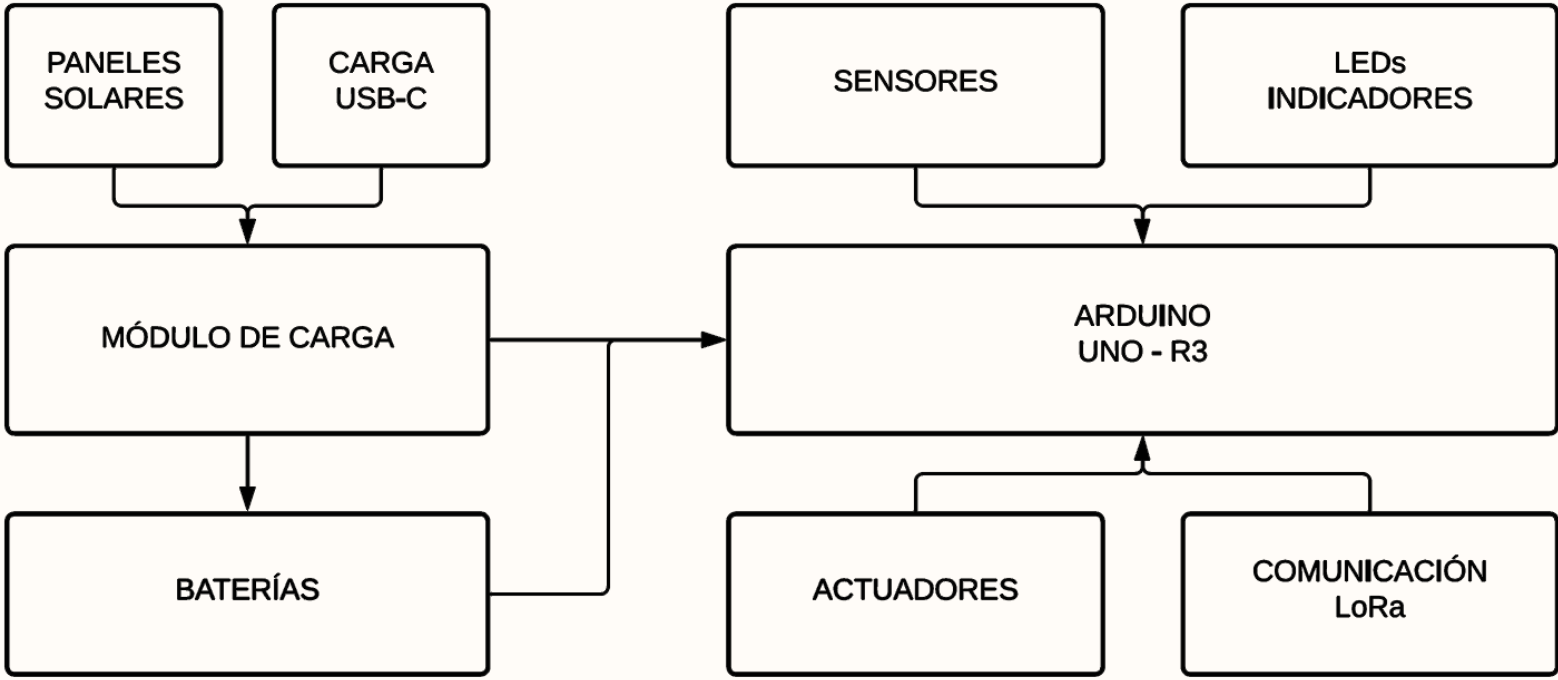 PANELES
SOLARES
CARGA
USB-C
SENSORES
LEDs
INDICADORES
MÓDULO DE CARGA
ARDUINO
UNO - R3
BATERÍAS
ACTUADORES
COMUNICACIÓN
LoRa